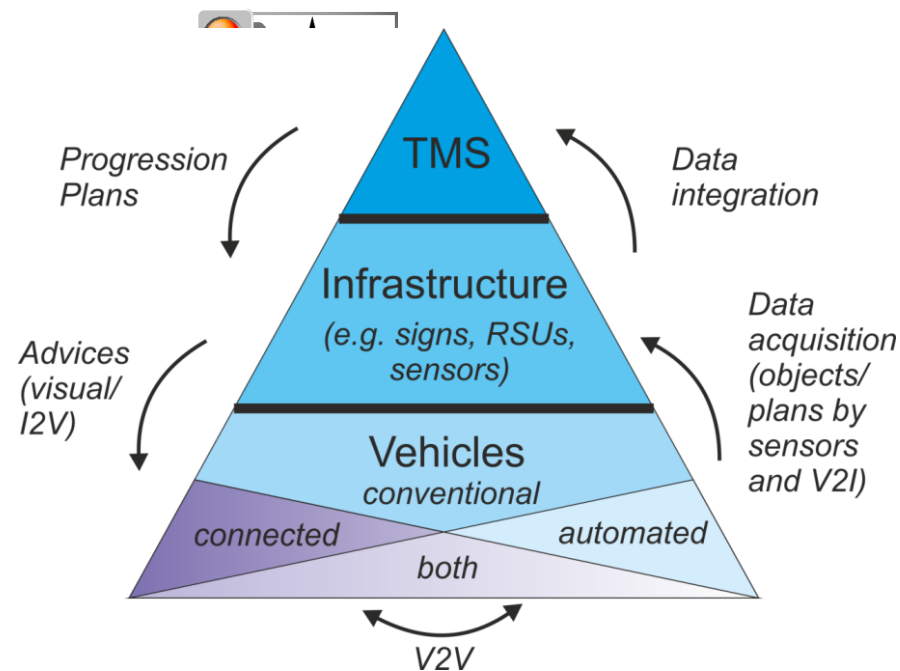 TMS
Progression
Plans
Data
integration
Infrastructure
(e.g. signs, RSUs,
sensors)
Advices
(visual/
I2V)
Data
acquisition
(objects/
plans by
sensors
and V2I)
Vehicles
conventional
connected
automated
both
V2V